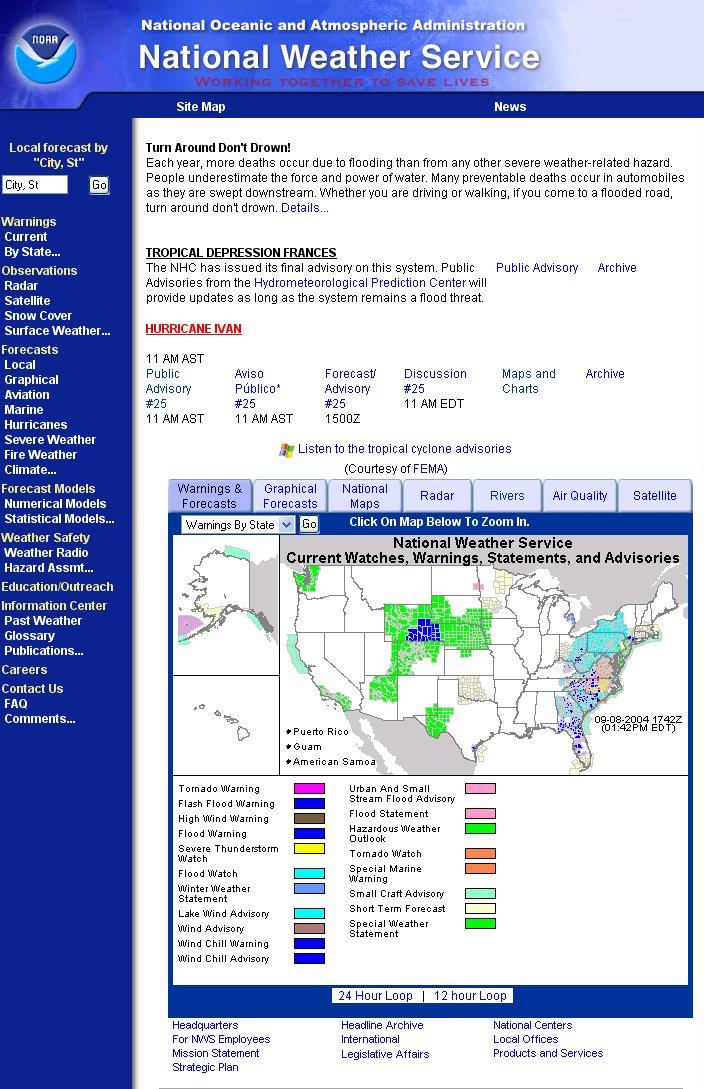 NOAA
National Oceanic and Atmospheric Administration
National Weather Service
WORKING TOGETHER TO SAVE LIVES
Site Map
News
Local forecast by
"City, St"
City, St
Go
Warnings
Current
By State...
Observations
Radar
Satellite
Snow Cover
Surface Weather...
Forecasts
Local
Graphical
Aviation
Marine
Hurricanes
Severe Weather
Fire Weather
Climate...
Forecast Models
Numerical Models
Statistical Models...
Weather Safety
Weather Radio
Hazard Assmt...
Education/Outreach
Information Center
Past Weather
Glossary
Publications...
Careers
Contact Us
FAQ
Comments...
Turn Around Don't Drown!
Each year, more deaths occur due to flooding than from any other severe weather-related hazard.
People underestimate the force and power of water. Many preventable deaths occur in automobiles
as they are swept downstream. Whether you are driving or walking, if you come to a flooded road,
turn around don't drown. Details...
TROPICAL DEPRESSION FRANCES
The NHC has issued its final advisory on this system. Public
Advisories from the Hydrometeorological Prediction Center will
provide updates as long as the system remains a flood threat.
Public Advisory
Archive
HURRICANE IVAN
11 AM AST
Public
Advisory
#25
11 AM AST
Aviso
Público*
#25
11 AM AST
Forecast/
Advisory
#25
1500Z
Discussion
#25
11 AM EDT
Maps and
Charts
Archive
Listen to the tropical cyclone advisories
(Courtesy of FEMA)
Warnings &
Forecasts
Graphical
Forecasts
National
Maps
Radar
Rivers
Air Quality
Satellite
Warnings By State
Go
Click On Map Below To Zoom In.
National Weather Service
Current Watches, Warnings, Statements, and Advisories
Puerto Rico
Guam
American Samoa
09-08-2004 1742Z
(01:42PM EDT)
Tornado Warning
Flash Flood Warning
High Wind Warning
Flood Warning
Severe Thunderstorm
Watch
Flood Watch
Winter Weather
Statement
Lake Wind Advisory
Wind Advisory
Wind Chill Warning
Wind Chill Advisory
Urban And Small
Stream Flood Advisory
Flood Statement
Hazardous Weather
Outlook
Tornado Watch
Special Marine
Warning
Small Craft Advisory
Short Term Forecast
Special Weather
Statement
24 Hour Loop | 12 hour Loop
Headquarters
For NWS Employees
Mission Statement
Strategic Plan
Headline Archive
International
Legislative Affairs
National Centers
Local Offices
Products and Services